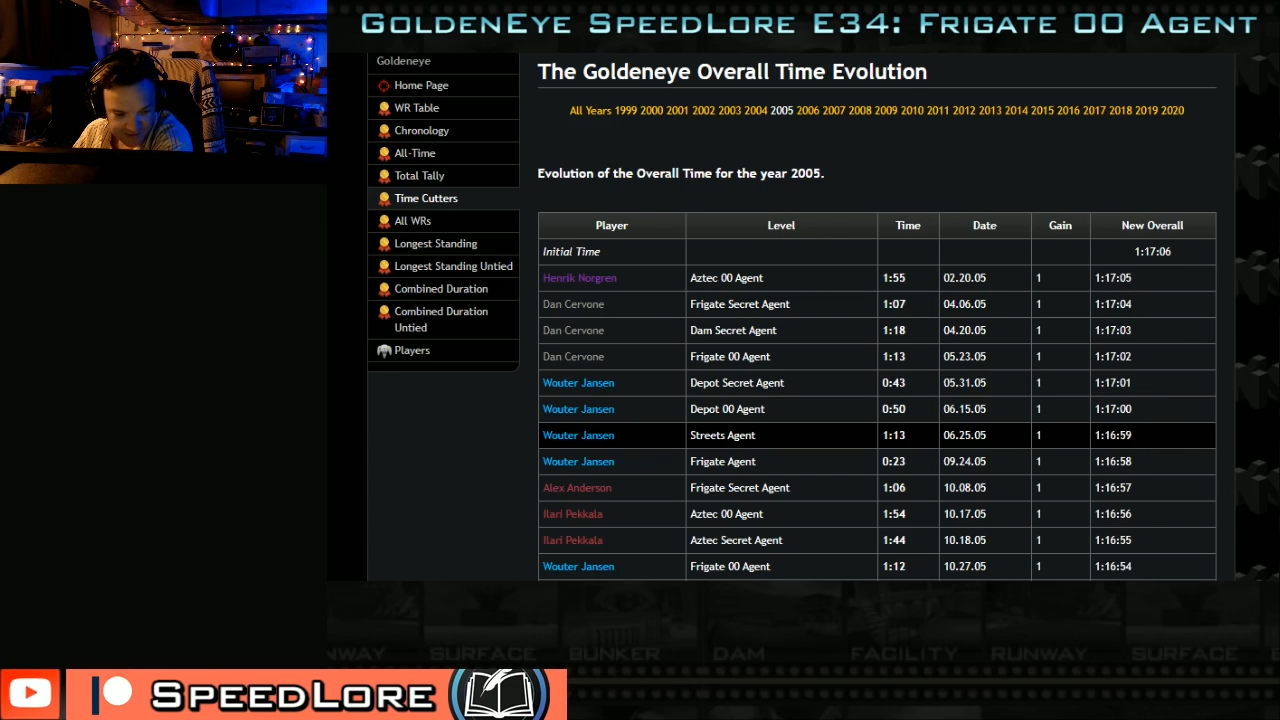 GOLDENEYE SPEEDLORE E34: FRIGATE 00 AGENT
Goldeneye
Home Page
WR Table
Chronology
All-Time
Total Tally
Time Cutters
All WRs
Longest Standing
Longest Standing Untied
Combined Duration
Combined Duration
Untied
Players
The Goldeneye Overall Time Evolution
All Years 1999 2000 2001 2002 2003 2004 2005 2006 2007 2008 2009 2010 2011 2012 2013 2014 2015 2016 2017 2018 2019 2020
Evolution of the Overall Time for the year 2005.
Player Level Time Date Gain New Overall
Initial Time 1:17:06
Henrik Norgren Aztec 00 Agent 1:55 02.20.05 1 1:17:05
Dan Cervone Frigate Secret Agent 1:07 04.06.05 1 1:17:04
Dan Cervone Dam Secret Agent 1:18 04.20.05 1 1:17:03
Dan Cervone Frigate 00 Agent 1:13 05.23.05 1 1:17:02
Wouter Jansen Depot Secret Agent 0:43 05.31.05 1 1:17:01
Wouter Jansen Depot 00 Agent 0:50 06.15.05 1 1:17:00
Wouter Jansen Streets Agent 1:13 06.25.05 1 1:16:59
Wouter Jansen Frigate Agent 0:23 09.24.05 1 1:16:58
Alex Anderson Frigate Secret Agent 1:06 10.08.05 1 1:16:57
Ilari Pekkala Aztec 00 Agent 1:54 10.17.05 1 1:16:56
Ilari Pekkala Aztec Secret Agent 1:44 10.18.05 1 1:16:55
Wouter Jansen Frigate 00 Agent 1:12 10.27.05 1 1:16:54
NWAY SURFACE BUNKER DAM FACILITY RUNWAY SURFACE
SPEEDLORE